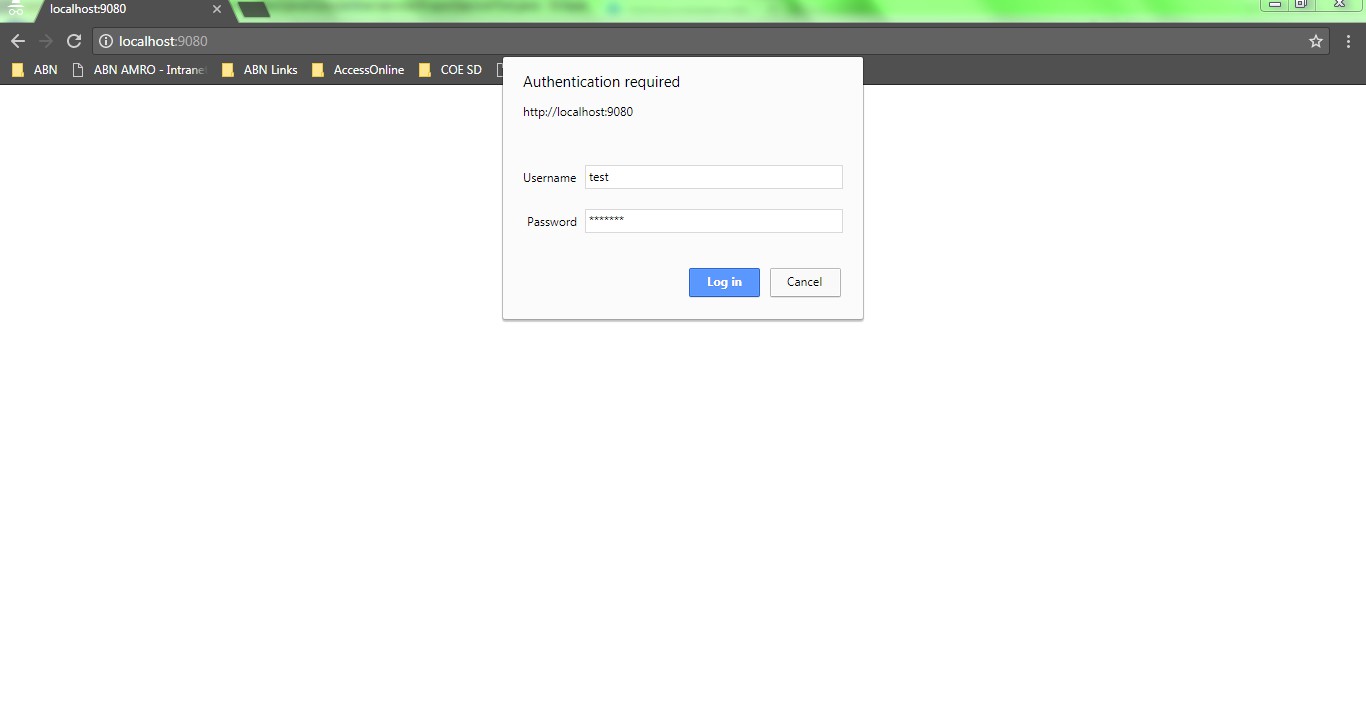 localhost:9080
localhost:9080
ABN ABN AMRO - Intrane ABN Links AccessOnline COE SD
Authentication required
http://localhost:9080
Username test
Password *******
Log in Cancel